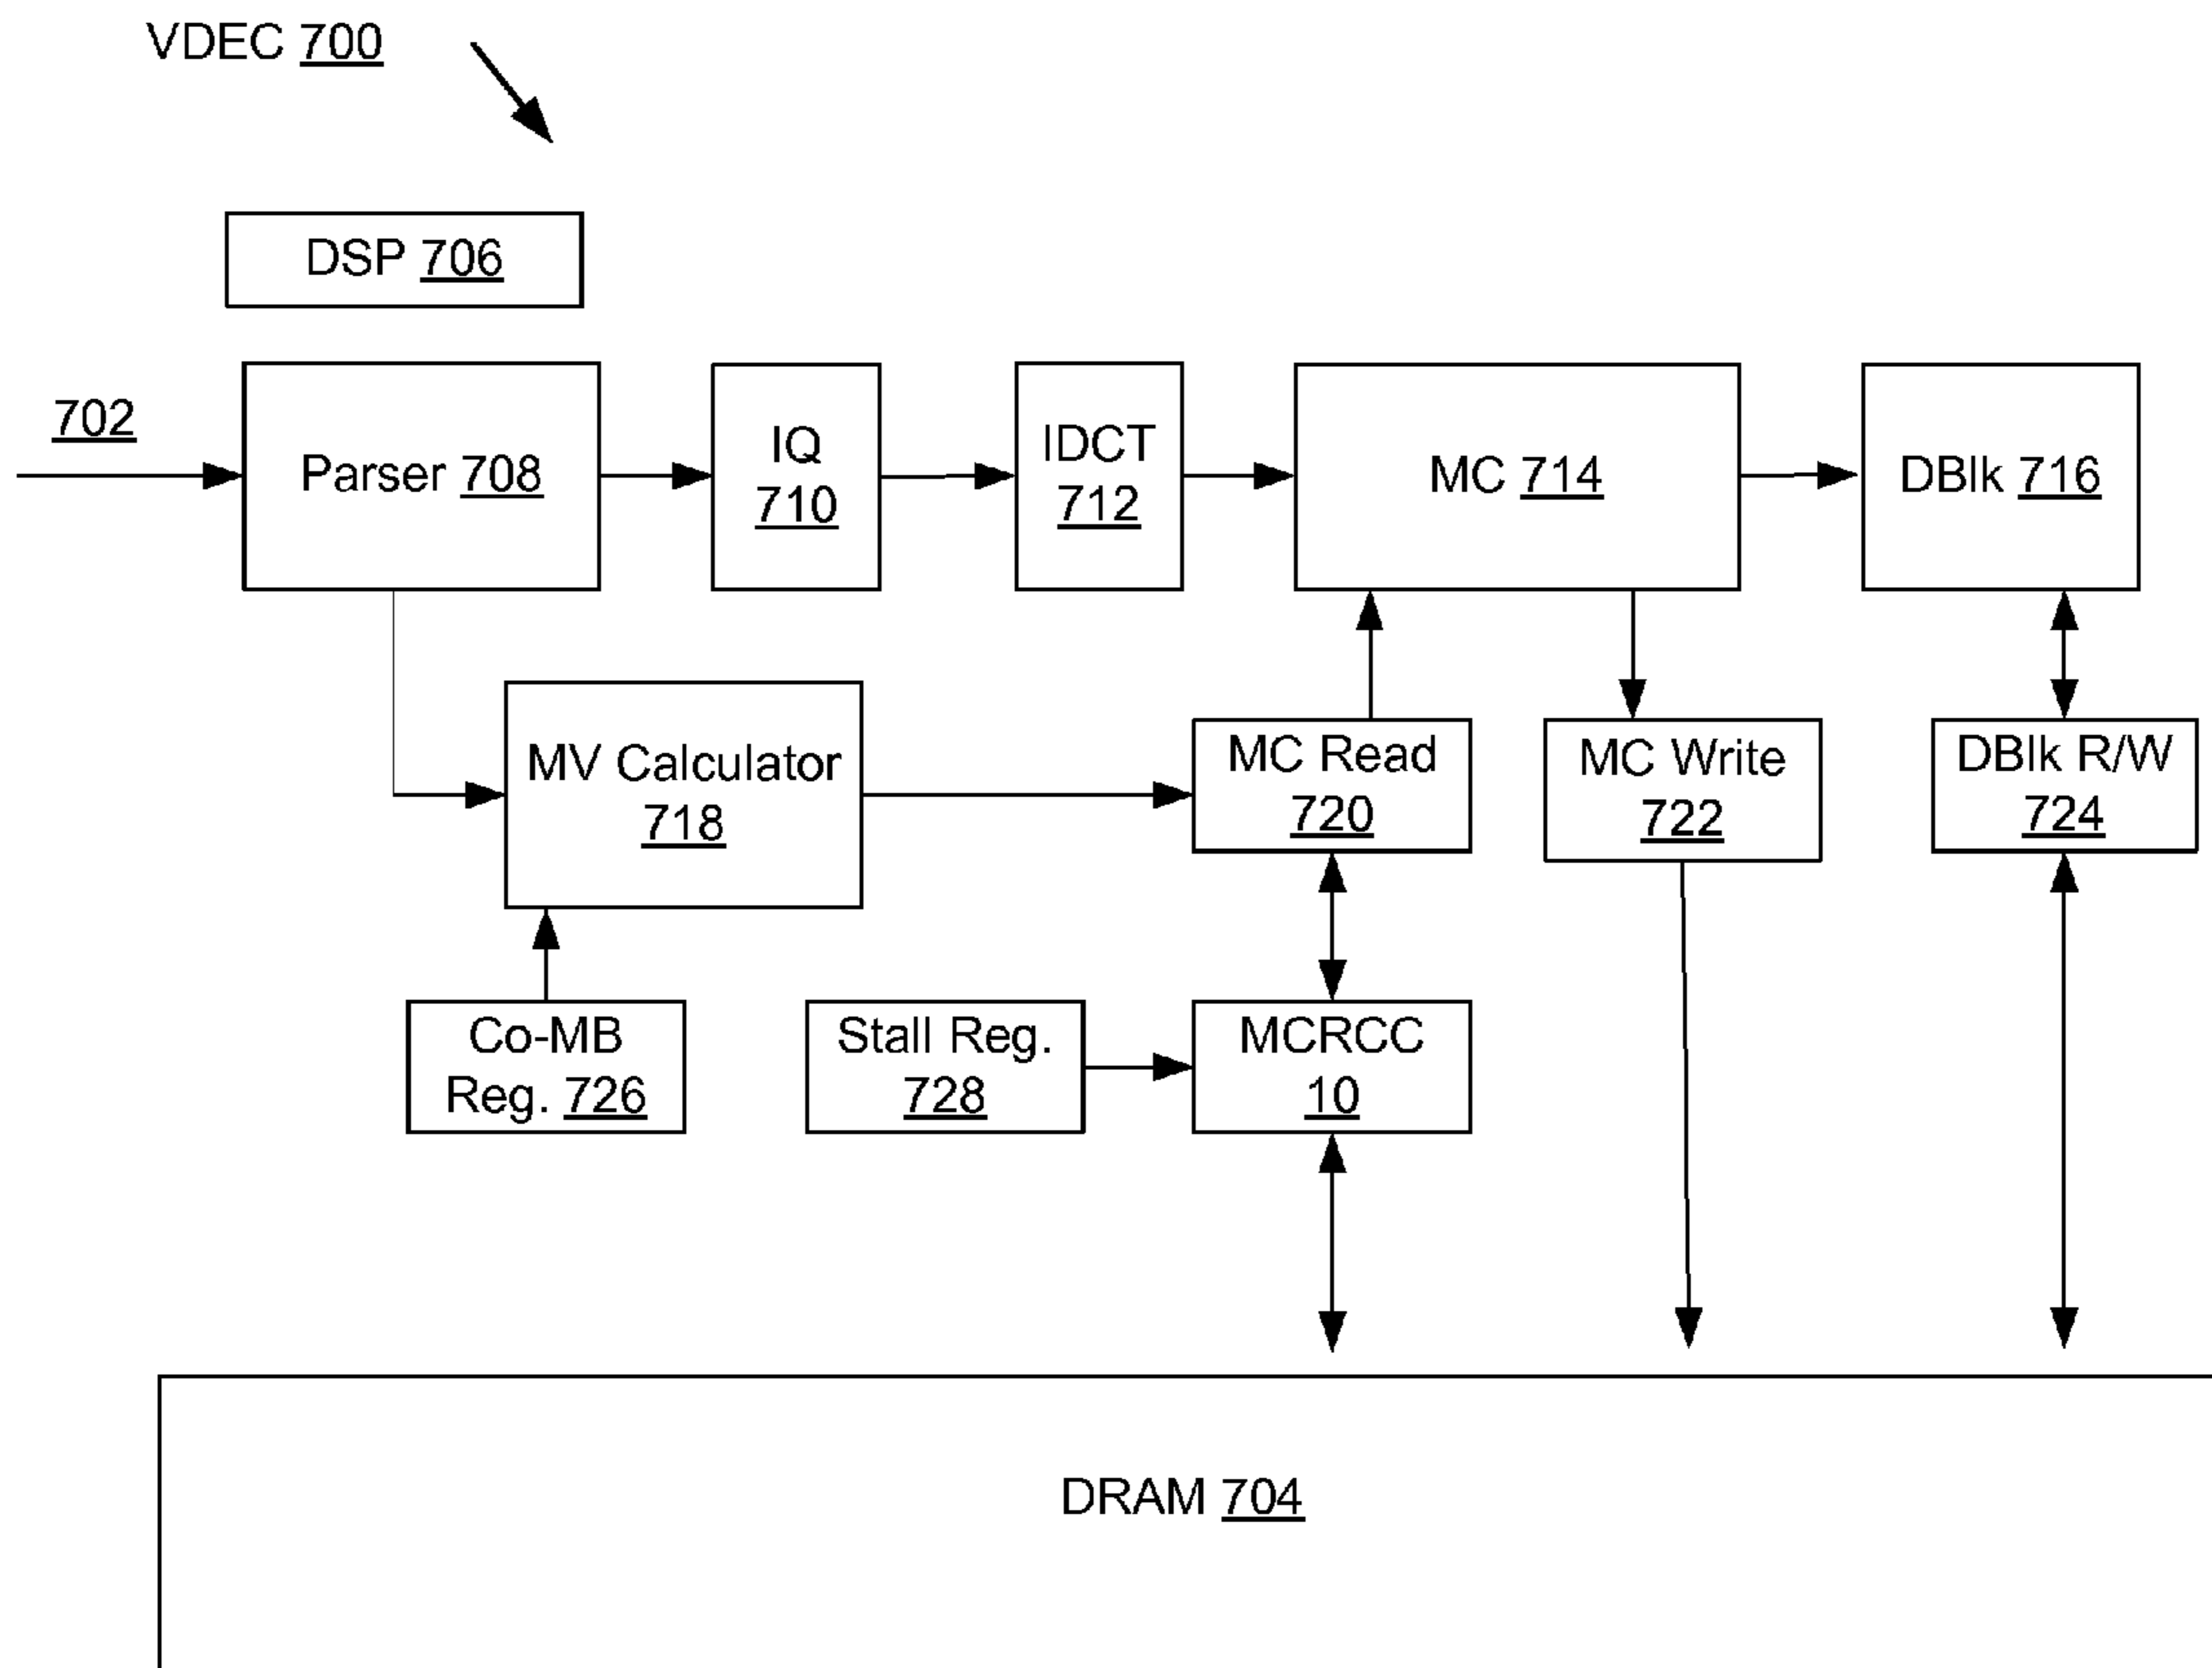 VDEC 700
DSP 706
702
Parser 708
IQ
710
IDCT
712
MC 714
DBlk 716
MV Calculator
718
MC Read
720
MC Write
722
DBlk R/W
724
Co-MB
Reg. 726
Stall Reg.
728
MCRCC
10
DRAM 704